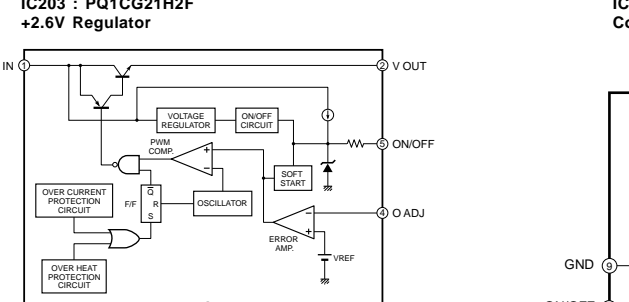 IC203 : PQ1CG21H2F
+2.6V Regulator
IN 1
2 V OUT
VOLTAGE
REGULATOR
ON/OFF
CIRCUIT
PWM
COMP.
+
−
5 ON/OFF
SOFT
START
OVER CURRENT
PROTECTION
CIRCUIT
F/F
Q
R
S
OSCILLATOR
−
+
4 O ADJ
ERROR
AMP.
VREF
OVER HEAT
PROTECTION
CIRCUIT
IC
Co
GND 9